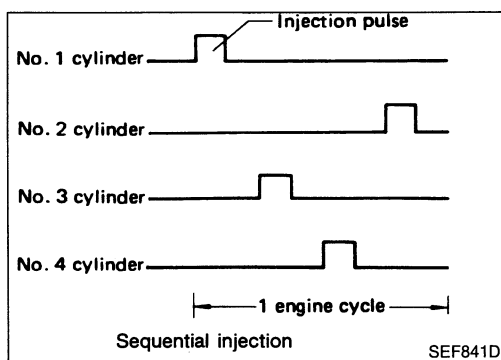 Injection pulse
No. 1 cylinder
No. 2 cylinder
No. 3 cylinder
No. 4 cylinder
1 engine cycle
Sequential injection
SEF841D